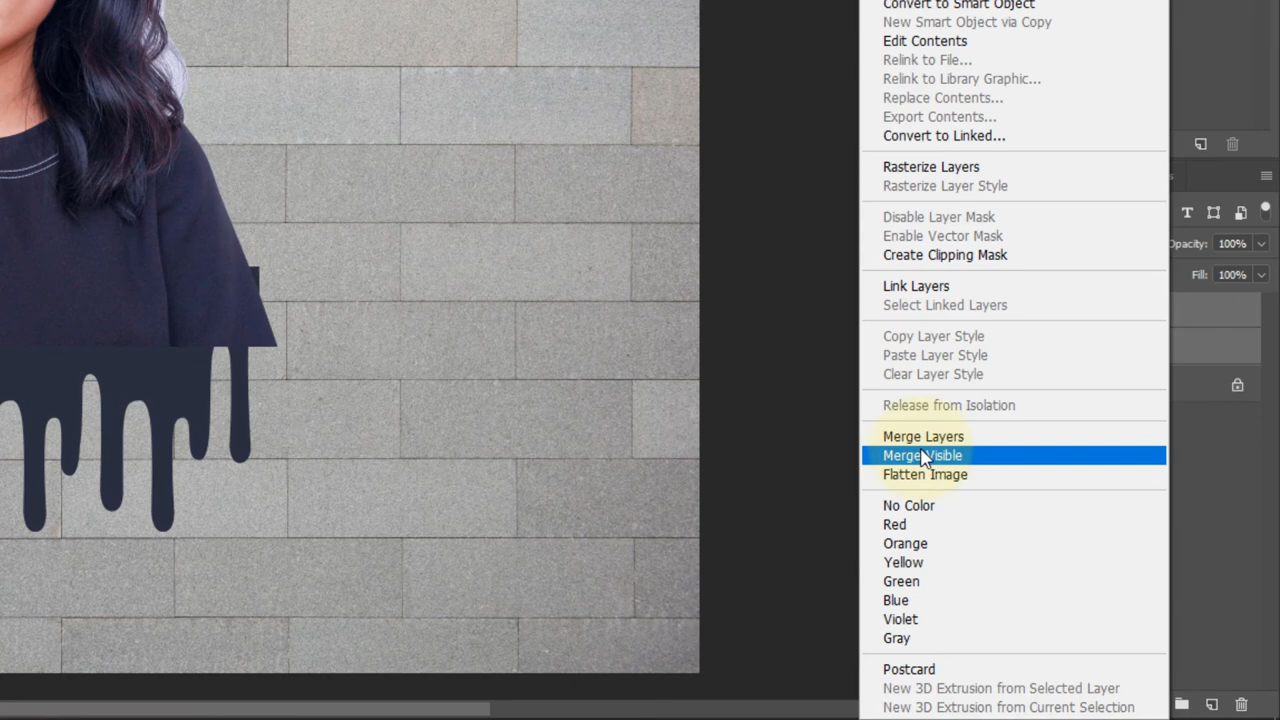 Convert to Smart Object
New Smart Object via Copy
Edit Contents
Relink to File...
Relink to Library Graphic...
Replace Contents...
Export Contents...
Convert to Linked...
Rasterize Layers
Rasterize Layer Style
Disable Layer Mask
Enable Vector Mask
Create Clipping Mask
Link Layers
Select Linked Layers
Copy Layer Style
Paste Layer Style
Clear Layer Style
Release from Isolation
Merge Layers
Merge Visible
Flatten Image
No Color
Red
Orange
Yellow
Green
Blue
Violet
Gray
Postcard
New 3D Extrusion from Selected Layer
New 3D Extrusion from Current Selection
Opacity: 100%
Fill: 100%